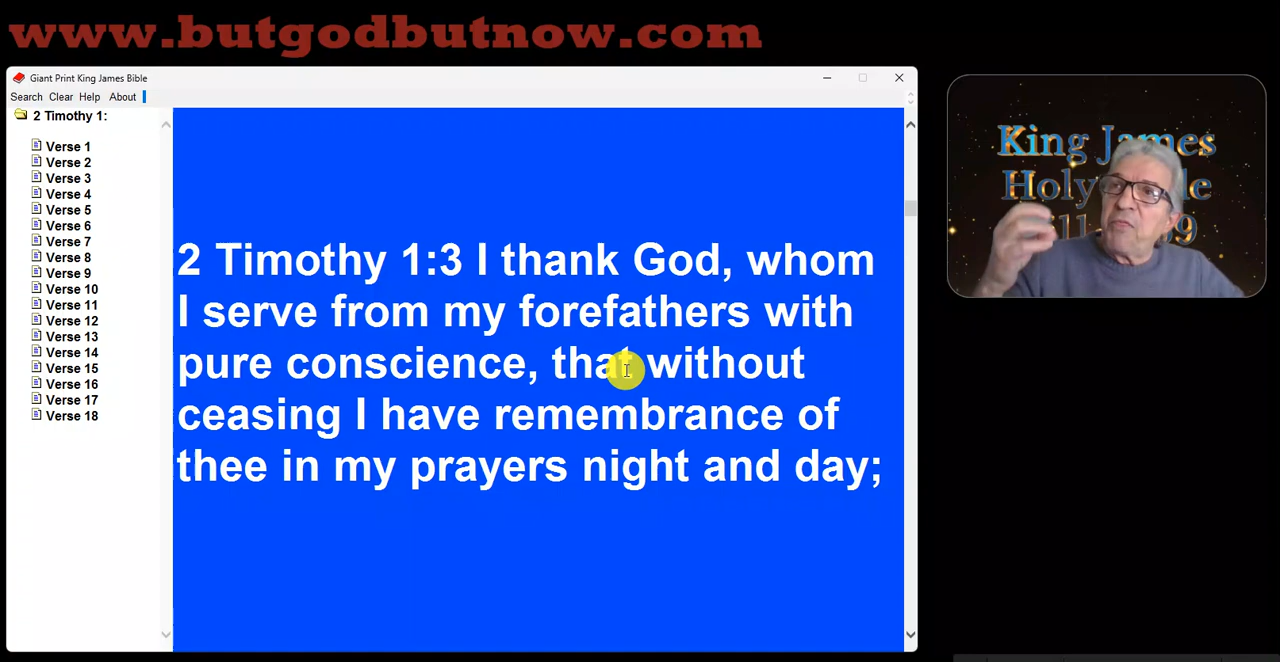 www.butgodbutnow.com
Giant Print King James Bible
Search Clear Help About
2 Timothy 1:
Verse 1
Verse 2
Verse 3
Verse 4
Verse 5
Verse 6
Verse 7
Verse 8
Verse 9
Verse 10
Verse 11
Verse 12
Verse 13
Verse 14
Verse 15
Verse 16
Verse 17
Verse 18
2 Timothy 1:3 I thank God, whom
I serve from my forefathers with
pure conscience, that without
ceasing I have remembrance of
thee in my prayers night and day;
King James
Holy